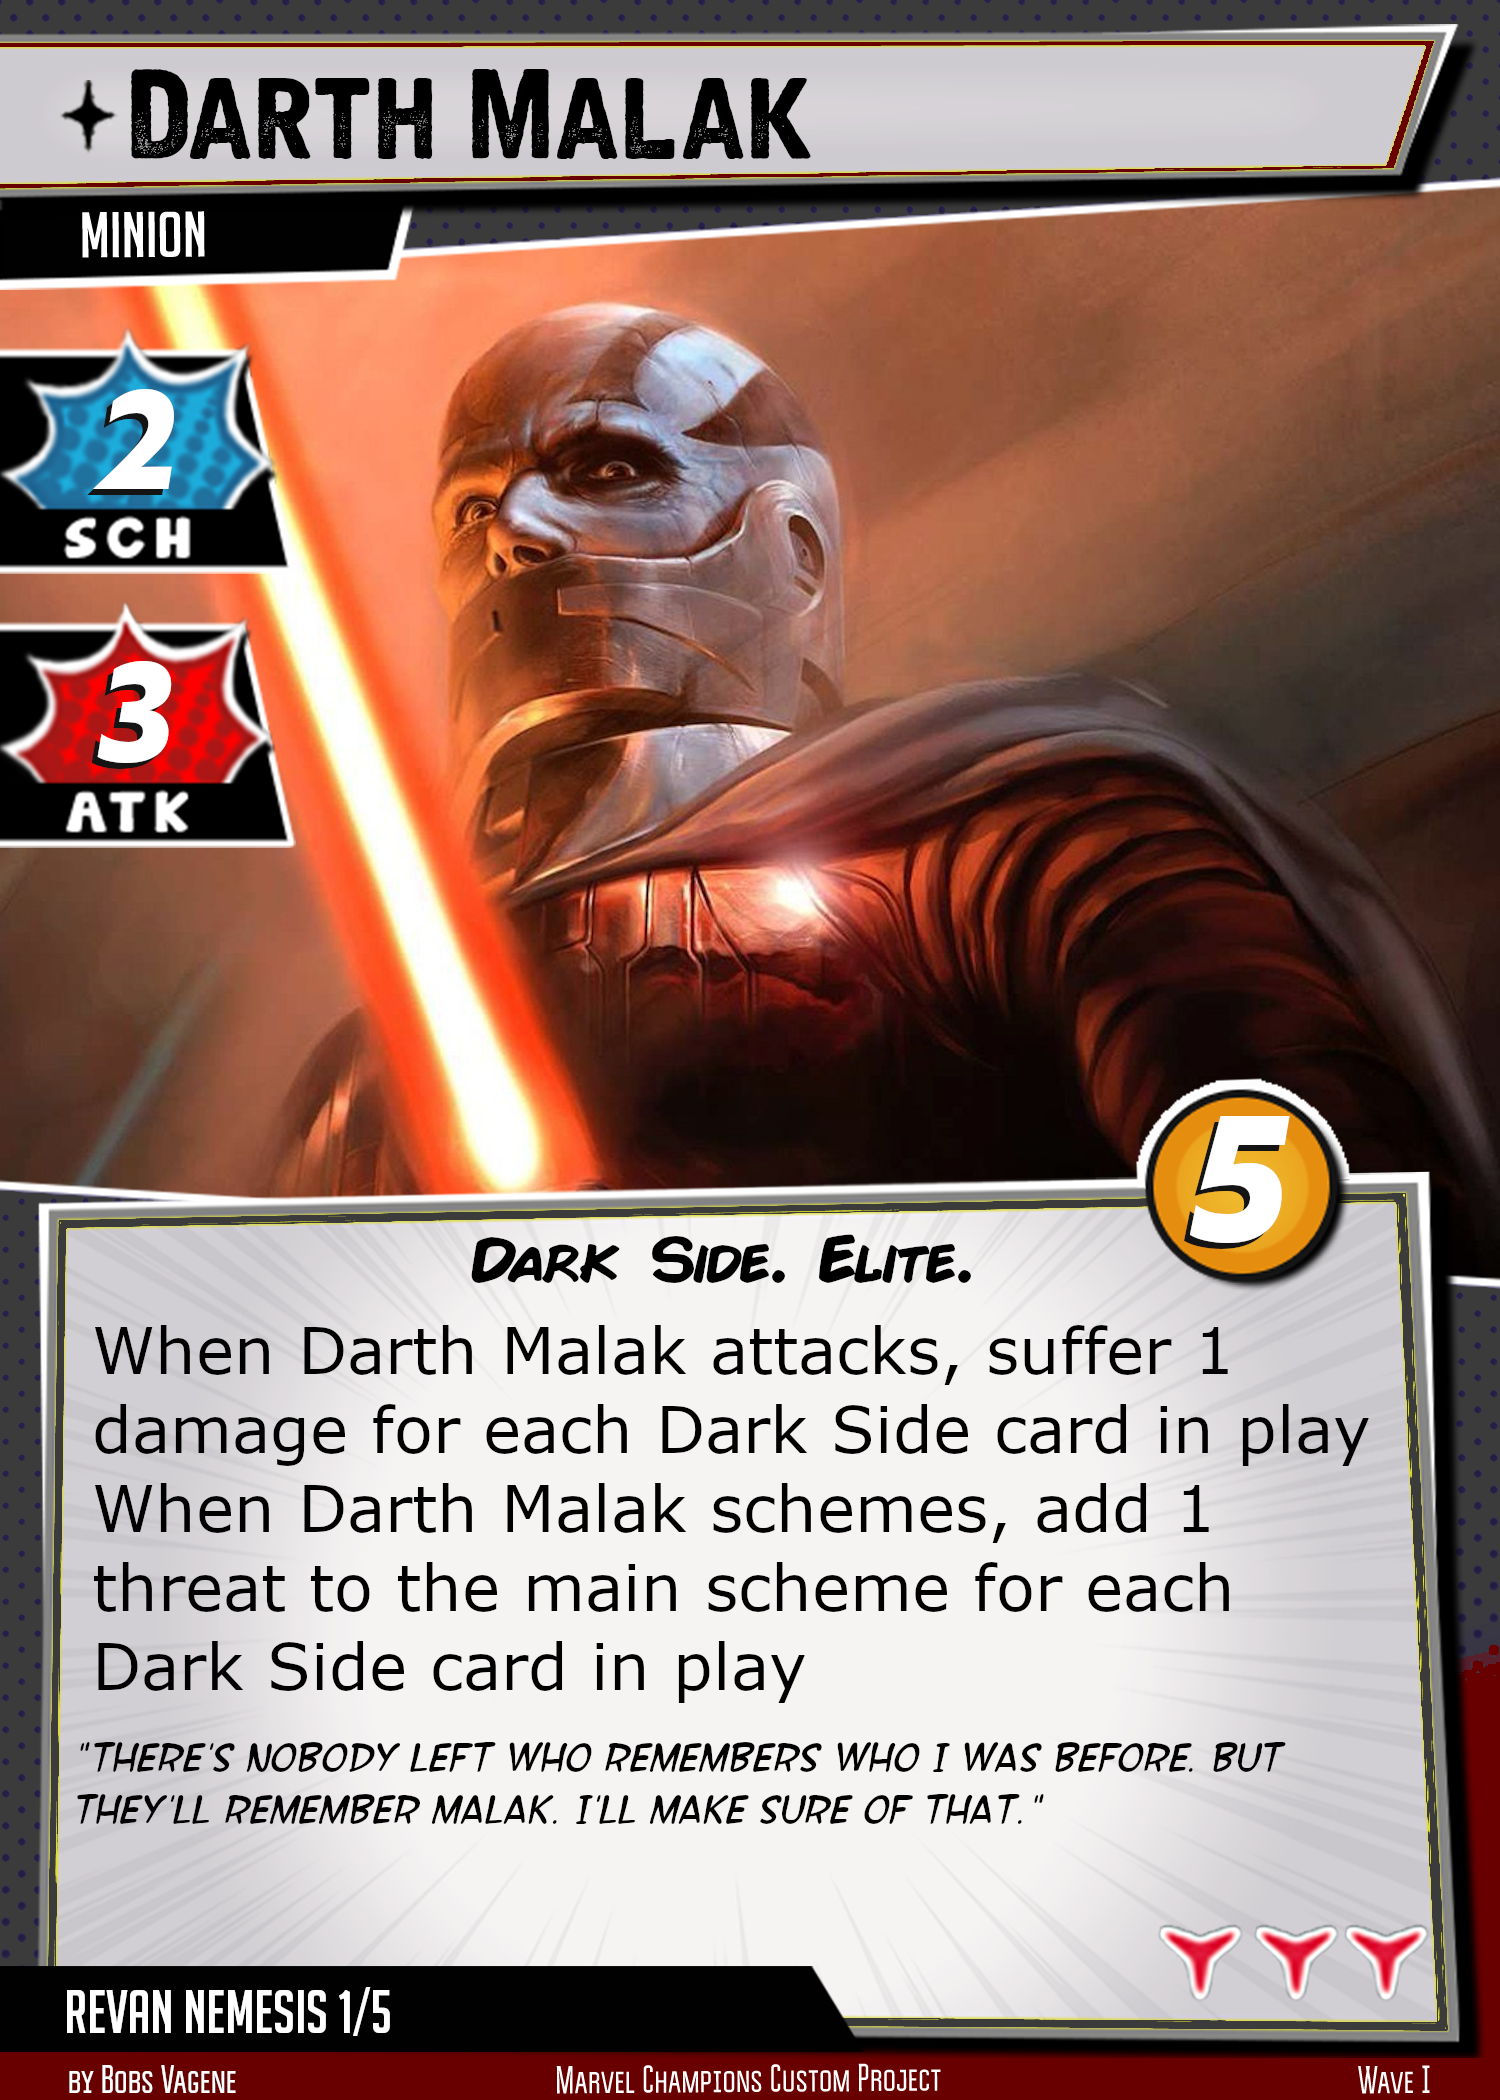 DARTH MALAK
MINION
2
SCH
3
ATK
5
DARK SIDE. ELITE.
When Darth Malak attacks, suffer 1
damage for each Dark Side card in play
When Darth Malak schemes, add 1
threat to the main scheme for each
Dark Side card in play
"THERE'S NOBODY LEFT WHO REMEMBERS WHO I WAS BEFORE. BUT
THEY'LL REMEMBER MALAK. I'LL MAKE SURE OF THAT."
REVAN NEMESIS 1/5
BY BOBS VAGENE
MARVEL CHAMPIONS CUSTOM PROJECT
WAVE I